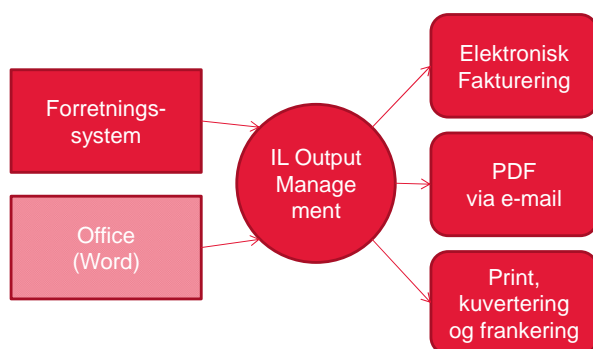 Forretnings-
system
Office
(Word)
IL Output
Manage
ment
Elektronisk
Fakturering
PDF
via e-mail
Print,
kuvertering
og frankering